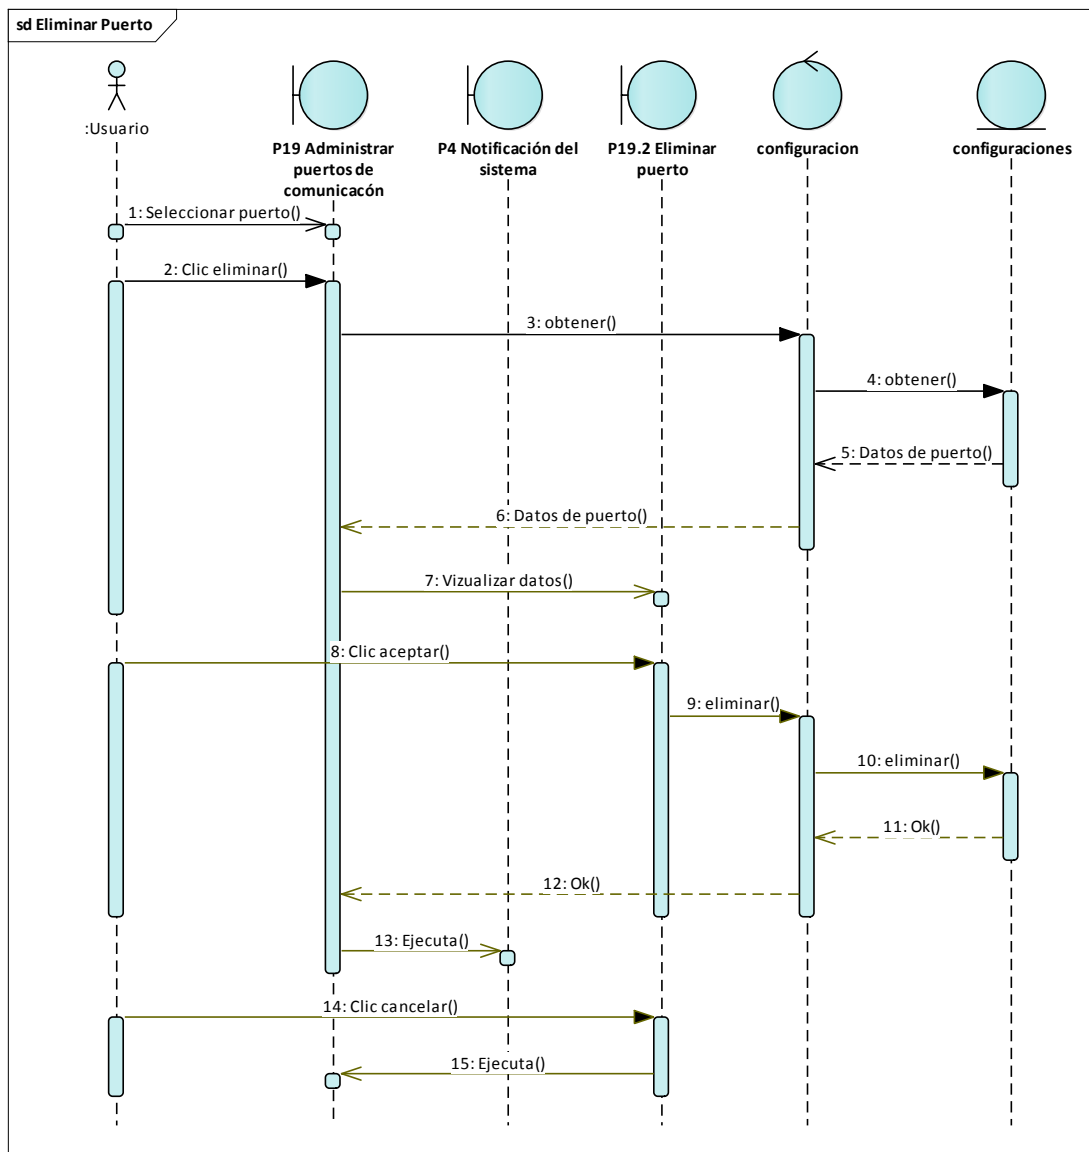 sd Eliminar Puerto
:Usuario
P19 Administrar
puertos de
comunicacón
P4 Notificación del
sistema
P19.2 Eliminar
puerto
configuracion
configuraciones
1: Seleccionar puerto()
2: Clic eliminar()
3: obtener()
4: obtener()
5: Datos de puerto()
6: Datos de puerto()
7: Vizualizar datos()
8: Clic aceptar()
9: eliminar()
10: eliminar()
11: Ok()
12: Ok()
13: Ejecuta()
14: Clic cancelar()
15: Ejecuta()